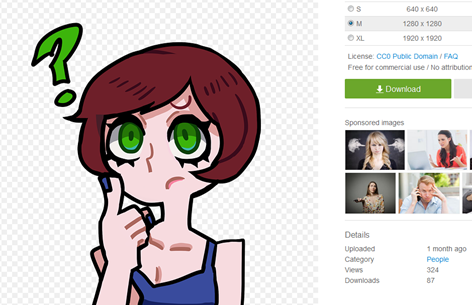 ?
S 640 x 640
M 1280 x 1280
XL 1920 x 1920
License: CC0 Public Domain / FAQ
Free for commercial use / No attribution
Download
Sponsored images
Details
Uploaded 1 month ago
Category People
Views 324
Downloads 87